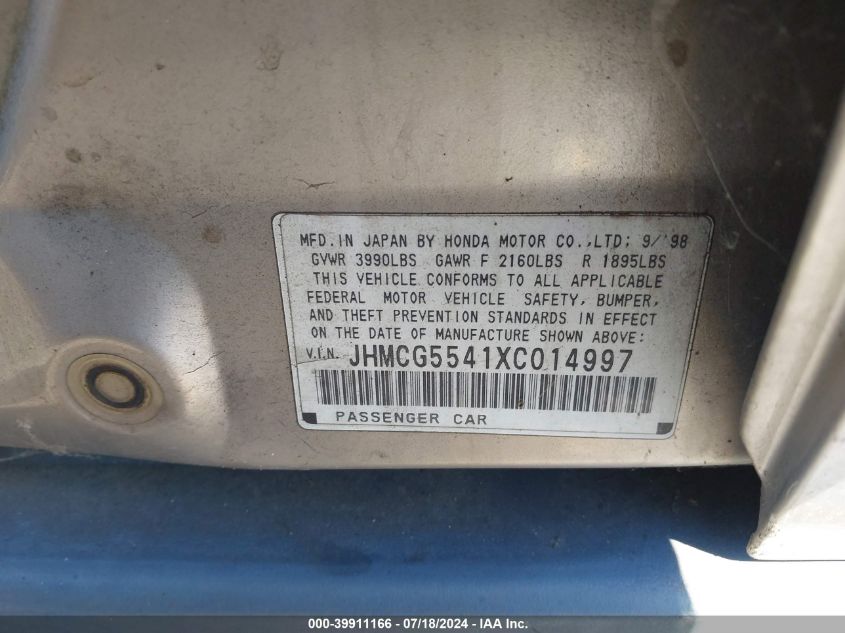 MFD. IN JAPAN BY HONDA MOTOR CO.,LTD; 9/'98
GVWR 3990LBS GAWR F 2160LBS R 1895LBS
THIS VEHICLE CONFORMS TO ALL APPLICABLE
FEDERAL MOTOR VEHICLE SAFETY, BUMPER,
AND THEFT PREVENTION STANDARDS IN EFFECT
ON THE DATE OF MANUFACTURE SHOWN ABOVE:
V.I.N. JHMCG5541XC014997
PASSENGER CAR
000-39911166 - 07/18/2024 - IAA Inc.